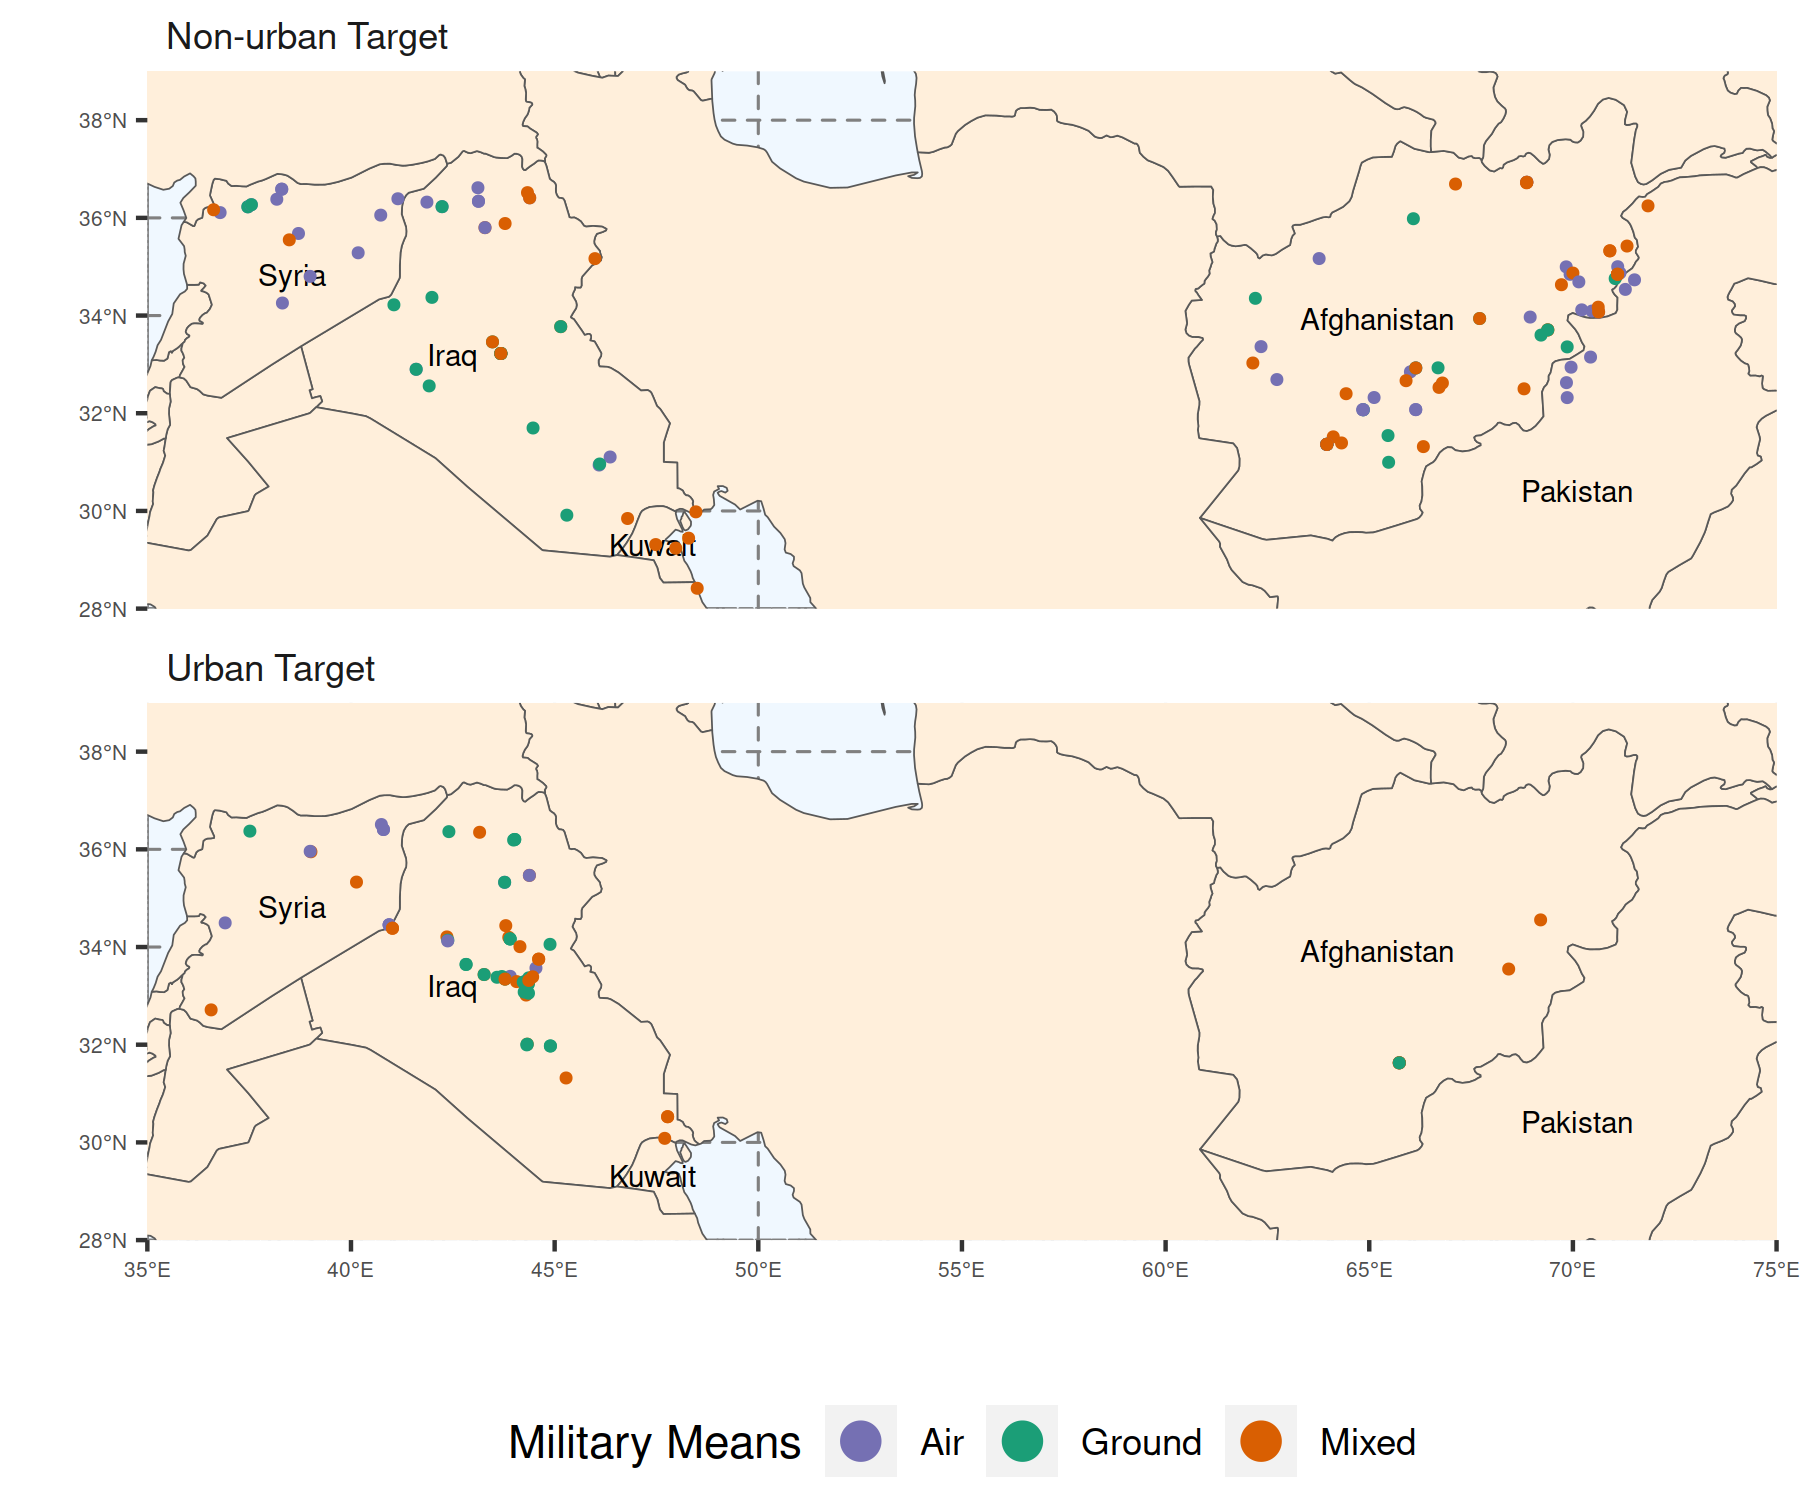 Non-urban Target
38°N
36°N
34°N
32°N
30°N
28°N
Syria
Iraq
Kuwait
Afghanistan
Pakistan
Urban Target
38°N
36°N
34°N
32°N
30°N
28°N
Syria
Iraq
Kuwait
Afghanistan
Pakistan
35°E 40°E 45°E 50°E 55°E 60°E 65°E 70°E 75°E
Military Means Air Ground Mixed